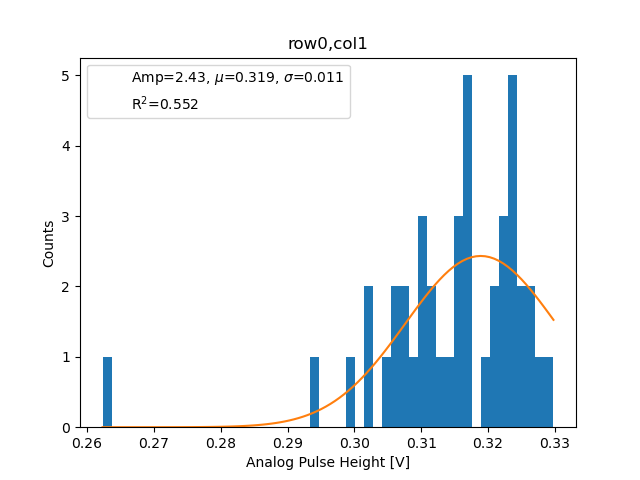 row0,col1
Amp=2.43, μ=0.319, σ=0.011
R²=0.552
5
4
3
2
1
0
Counts
0.26 0.27 0.28 0.29 0.30 0.31 0.32 0.33
Analog Pulse Height [V]